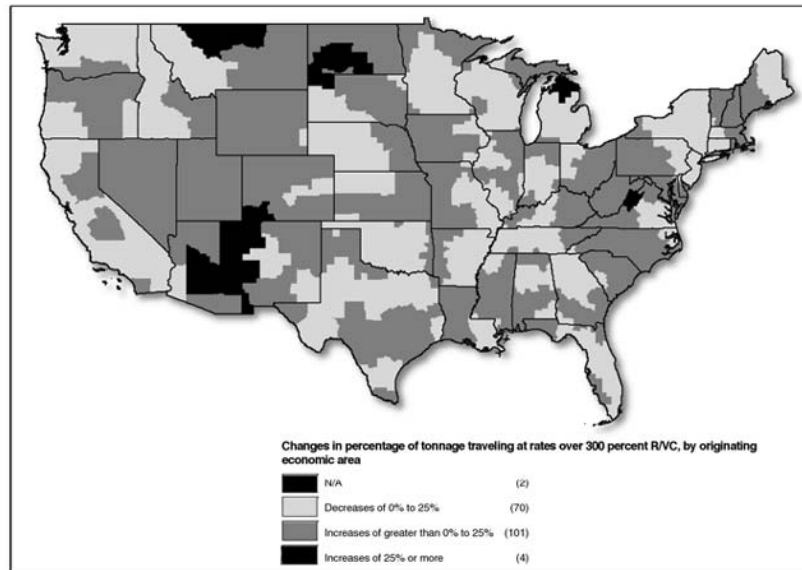 Changes in percentage of tonnage traveling at rates over 300 percent R/VC, by originating
economic area
N/A (2)
Decreases of 0% to 25% (70)
Increases of greater than 0% to 25% (101)
Increases of 25% or more (4)